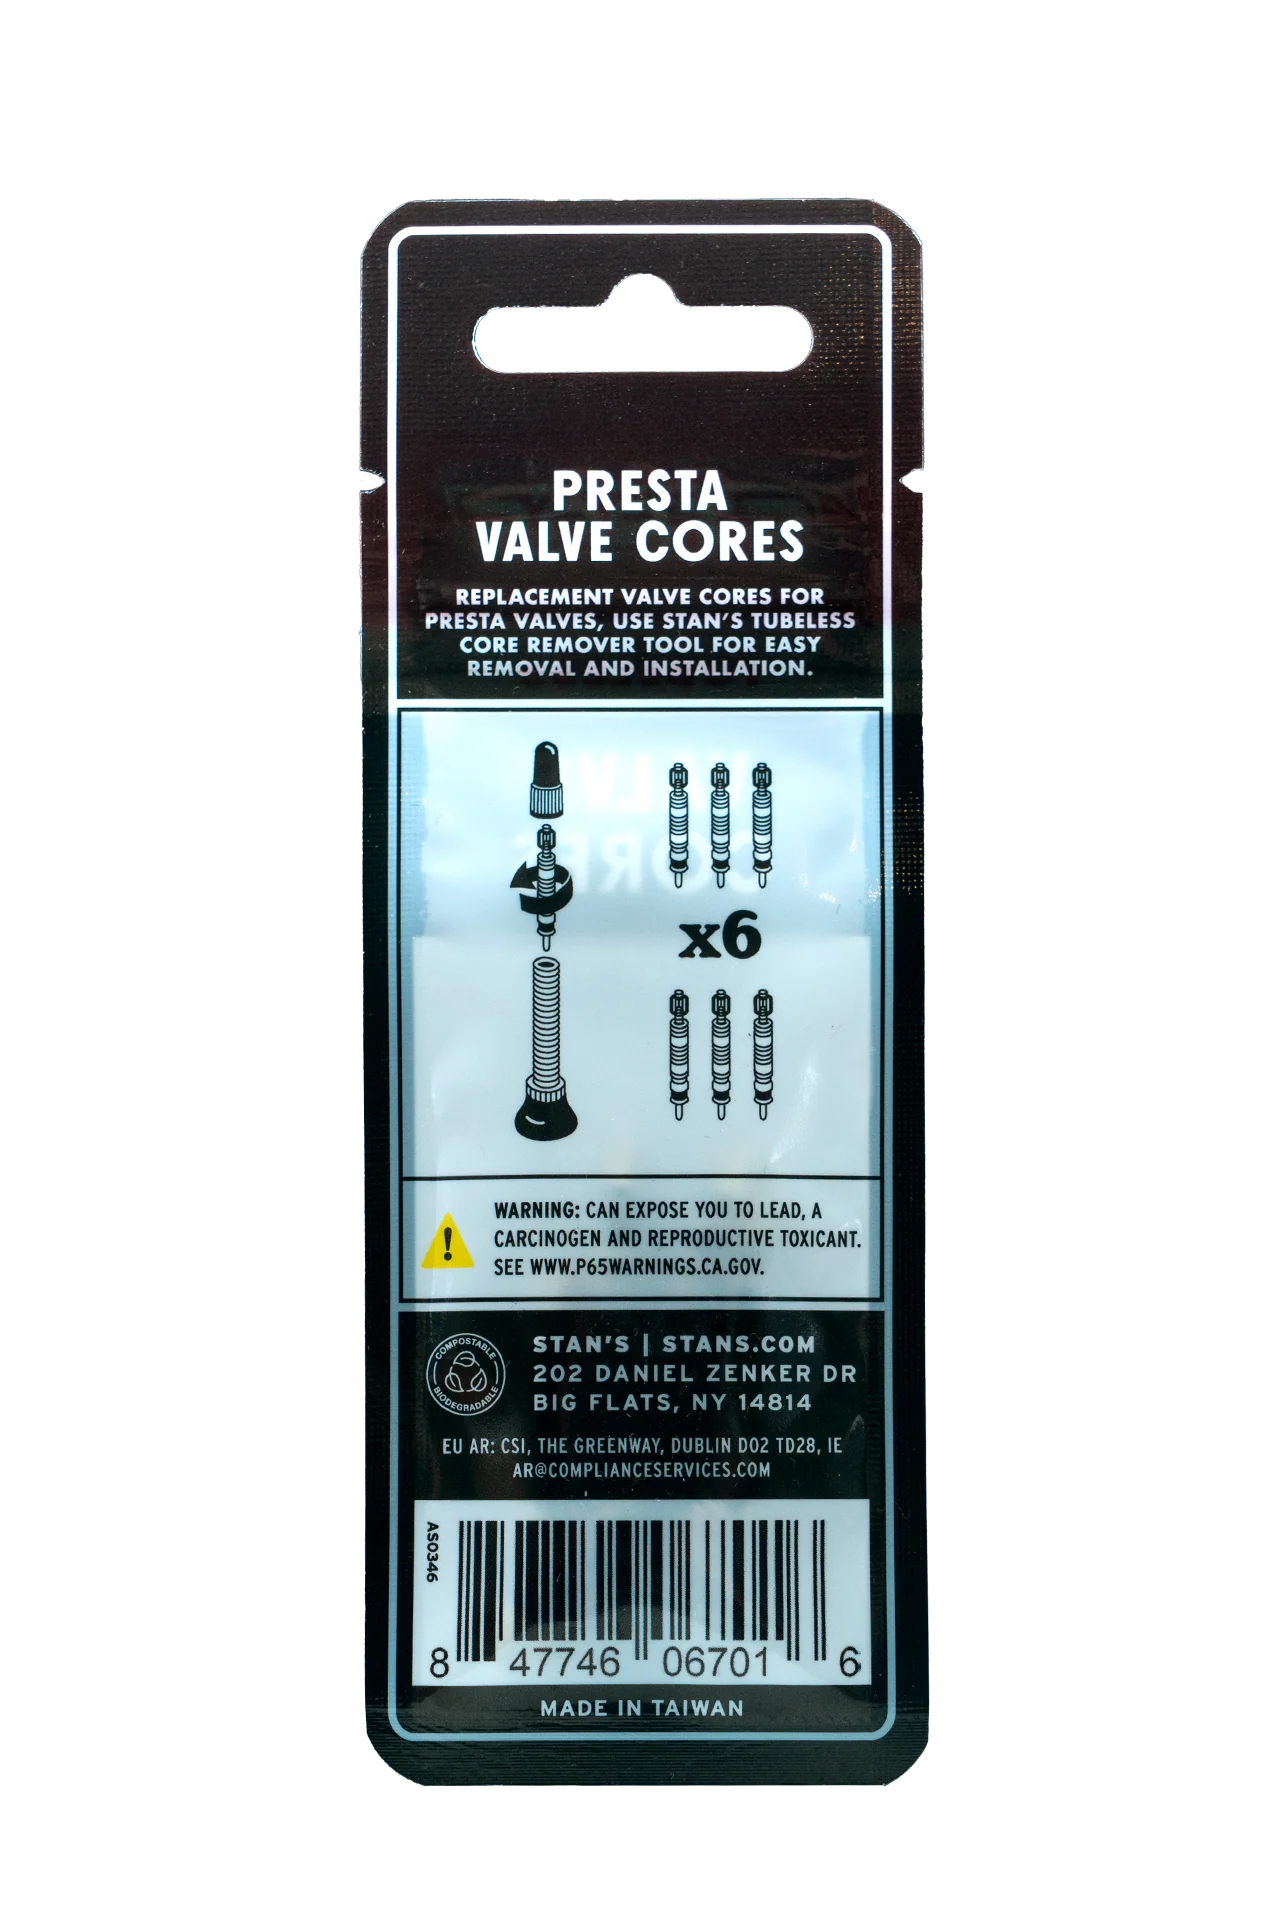 PRESTA
VALVE CORES
REPLACEMENT VALVE CORES FOR
PRESTA VALVES, USE STAN'S TUBELESS
CORE REMOVER TOOL FOR EASY
REMOVAL AND INSTALLATION.
x6
WARNING: CAN EXPOSE YOU TO LEAD, A
CARCINOGEN AND REPRODUCTIVE TOXICANT.
SEE WWW.P65WARNINGS.CA.GOV.
COMPOSTABLE
BIODEGRADABLE
STAN'S | STANS.COM
202 DANIEL ZENKER DR
BIG FLATS, NY 14814
EU AR: CSI, THE GREENWAY, DUBLIN D02 TD28, IE
AR@COMPLIANCESERVICES.COM
AS0346
8 47746 06701 6
MADE IN TAIWAN